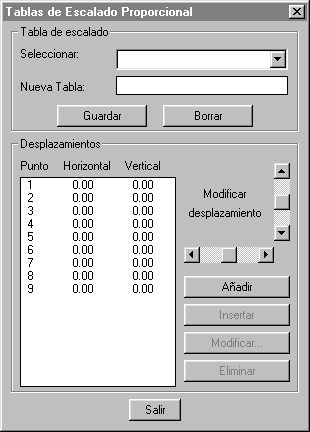 Tablas de Escalado Proporcional
Tabla de escalado
Seleccionar:
Nueva Tabla:
Guardar Borrar
Desplazamientos
Punto Horizontal Vertical
1 0.00 0.00
2 0.00 0.00
3 0.00 0.00
4 0.00 0.00
5 0.00 0.00
6 0.00 0.00
7 0.00 0.00
8 0.00 0.00
9 0.00 0.00
Modificar
desplazamiento
Añadir
Insertar
Modificar...
Eliminar
Salir